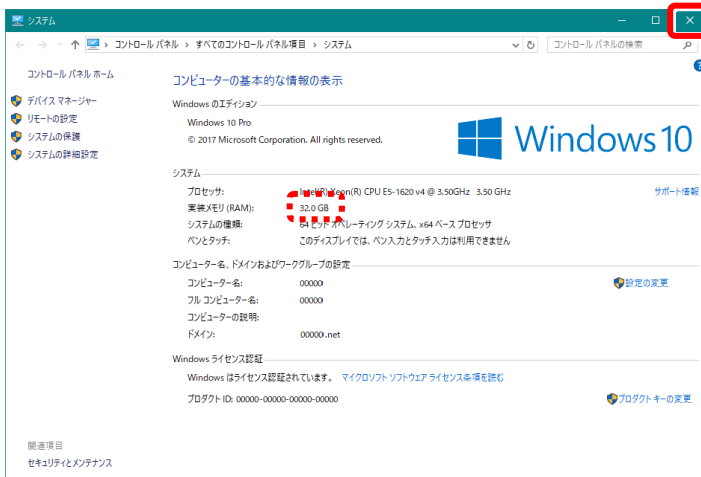 システム
コントロール パネル › すべてのコントロール パネル項目 › システム
コントロール パネルの検索
コントロール パネル ホーム
デバイス マネージャー
リモートの設定
システムの保護
システムの詳細設定
コンピューターの基本的な情報の表示
Windows のエディション
Windows 10 Pro
© 2017 Microsoft Corporation. All rights reserved.
Windows 10
システム
プロセッサ: Intel(R) Xeon(R) CPU E5-1620 v4 @ 3.50GHz 3.50 GHz
サポート情報
実装メモリ (RAM): 32.0 GB
システムの種類: 64 ビット オペレーティング システム、x64 ベース プロセッサ
ペンとタッチ: このディスプレイでは、ペン入力とタッチ入力は利用できません
コンピューター名、ドメインおよびワークグループの設定
コンピューター名: 00000
設定の変更
フル コンピューター名: 00000
コンピューターの説明:
ドメイン: 00000.net
Windows ライセンス認証
Windows はライセンス認証されています。 マイクロソフト ソフトウェア ライセンス条項を読む
プロダクト ID: 00000-00000-00000-00000
プロダクト キーの変更
関連項目
セキュリティとメンテナンス